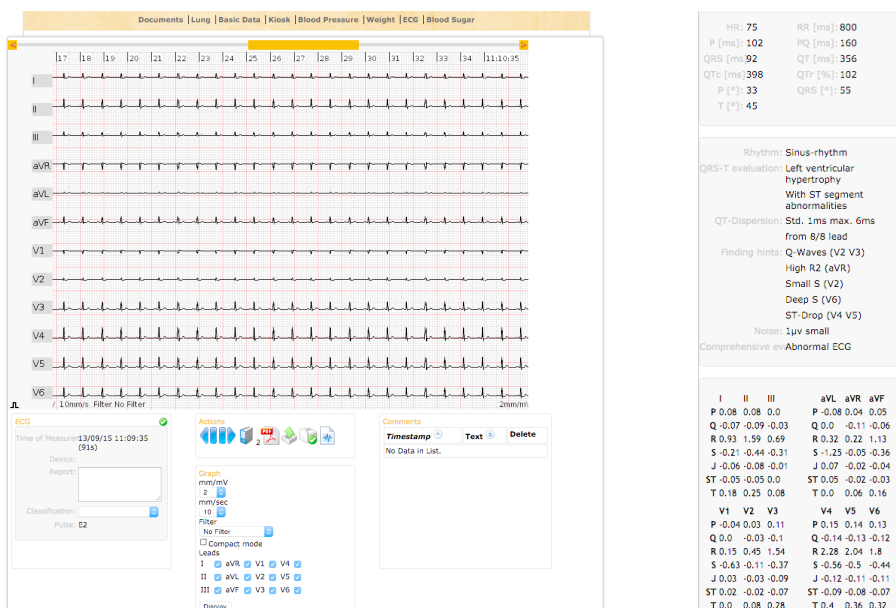 Documents | Lung | Basic Data | Kiosk | Blood Pressure | Weight | ECG | Blood Sugar
17 18 19 20 21 22 23 24 25 26 27 28 29 30 31 32 33 34 11:10:35
I
II
III
aVR
aVL
aVF
V1
V2
V3
V4
V5
V6
10mm/s Filter No Filter 2mm/m
ECG
Time of Measure 13/09/15 11:09:35
(91s)
Device:
Report:
Classification:
Pulse: E2
Actions
2 PDF
Graph
mm/mV
2
mm/sec
10
Filter
No Filter
Compact mode
Leads
I aVR V1 V4
II aVL V2 V5
III aVF V3 V6
Display
Comments
Timestamp Text Delete
No Data in List.
HR: 75 RR [ms]: 800
P [ms]: 102 PQ [ms]: 160
QRS [ms] 92 QT [ms]: 356
QTc [ms] 398 QTr [%]: 102
P [°]: 33 QRS [°]: 55
T [°]: 45
Rhythm: Sinus-rhythm
QRS-T evaluation: Left ventricular
hypertrophy
With ST segment
abnormalities
QT-Dispersion: Std. 1ms max. 6ms
from 8/8 lead
Finding hints: Q-Waves (V2 V3)
High R2 (aVR)
Small S (V2)
Deep S (V6)
ST-Drop (V4 V5)
Noise: 1µv small
Comprehensive eva Abnormal ECG
I II III aVL aVR aVF
P 0.08 0.08 0.0 P -0.08 0.04 0.05
Q -0.07 -0.09 -0.03 Q 0.0 -0.11 -0.06
R 0.93 1.59 0.69 R 0.32 0.22 1.13
S -0.21 -0.44 -0.31 S -1.25 -0.05 -0.36
J -0.06 -0.08 -0.01 J 0.07 -0.02 -0.04
ST -0.05 -0.05 0.0 ST 0.05 -0.02 -0.03
T 0.18 0.25 0.08 T 0.0 0.06 0.16
V1 V2 V3 V4 V5 V6
P -0.04 0.03 0.11 P 0.15 0.14 0.13
Q 0.0 -0.03 -0.1 Q -0.14 -0.13 -0.12
R 0.15 0.45 1.54 R 2.28 2.04 1.8
S -0.63 -0.11 -0.37 S -0.56 -0.5 -0.44
J 0.03 -0.03 -0.09 J -0.12 -0.11 -0.11
ST 0.02 -0.02 -0.07 ST -0.09 -0.08 -0.07
T 0.0 0.08 0.28 T 0.4 0.36 0.32